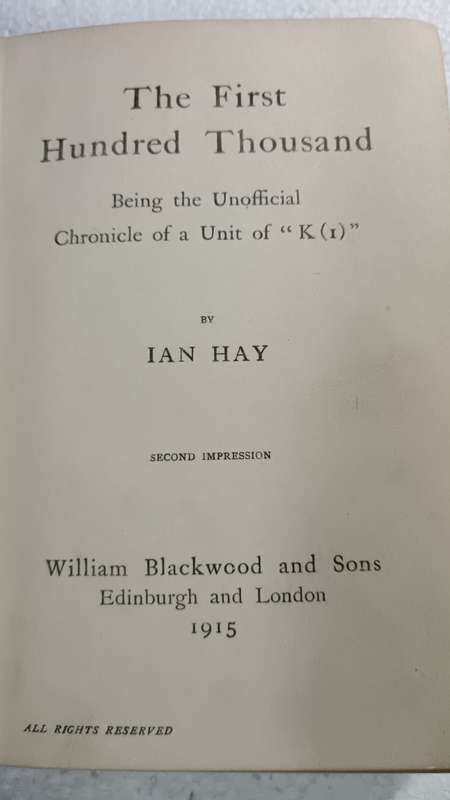 The First
Hundred Thousand
Being the Unofficial
Chronicle of a Unit of “K(1)”
BY
IAN HAY
SECOND IMPRESSION
William Blackwood and Sons
Edinburgh and London
1915
ALL RIGHTS RESERVED